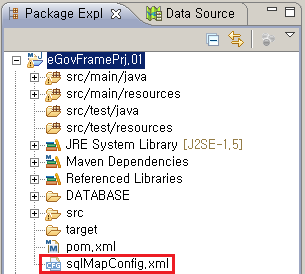 Package Expl
Data Source
eGovFramePrj.01
src/main/java
src/main/resources
src/test/java
src/test/resources
JRE System Library [J2SE-1.5]
Maven Dependencies
Referenced Libraries
DATABASE
src
target
pom.xml
sqlMapConfig.xml